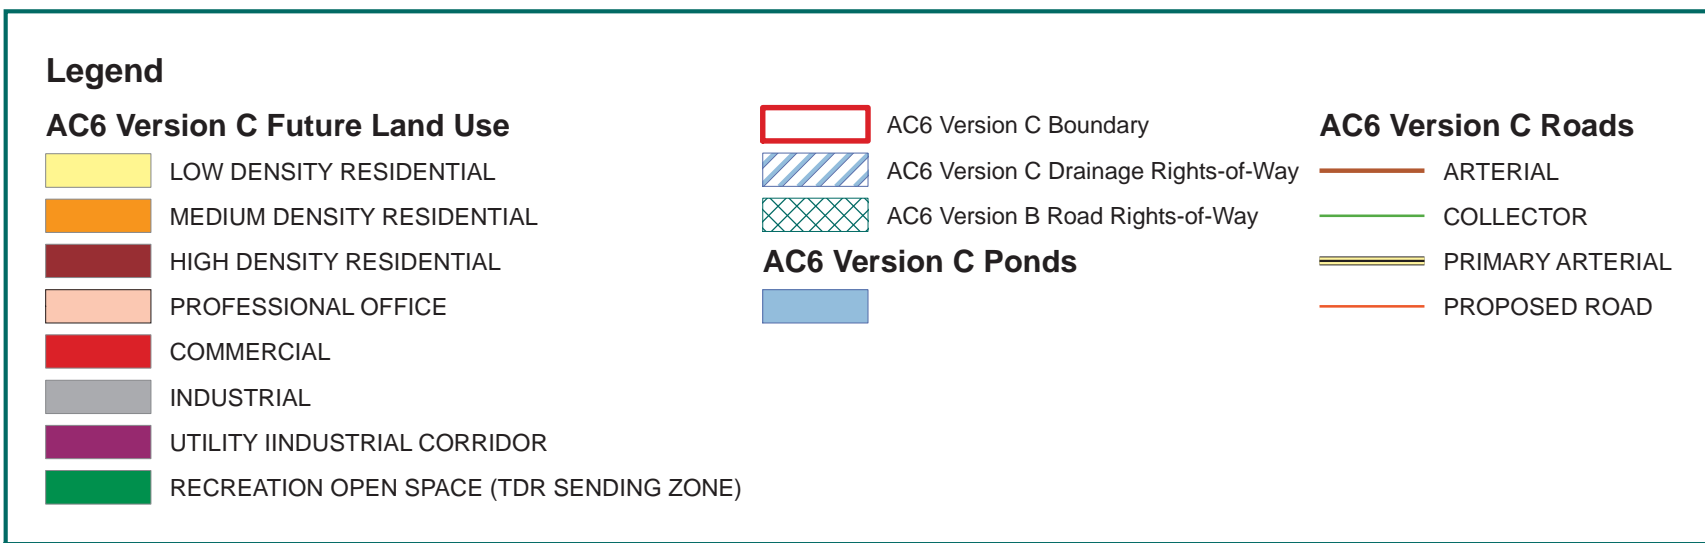 Legend
AC6 Version C Future Land Use
LOW DENSITY RESIDENTIAL
MEDIUM DENSITY RESIDENTIAL
HIGH DENSITY RESIDENTIAL
PROFESSIONAL OFFICE
COMMERCIAL
INDUSTRIAL
UTILITY IINDUSTRIAL CORRIDOR
RECREATION OPEN SPACE (TDR SENDING ZONE)
AC6 Version C Boundary
AC6 Version C Drainage Rights-of-Way
AC6 Version B Road Rights-of-Way
AC6 Version C Ponds
AC6 Version C Roads
ARTERIAL
COLLECTOR
PRIMARY ARTERIAL
PROPOSED ROAD